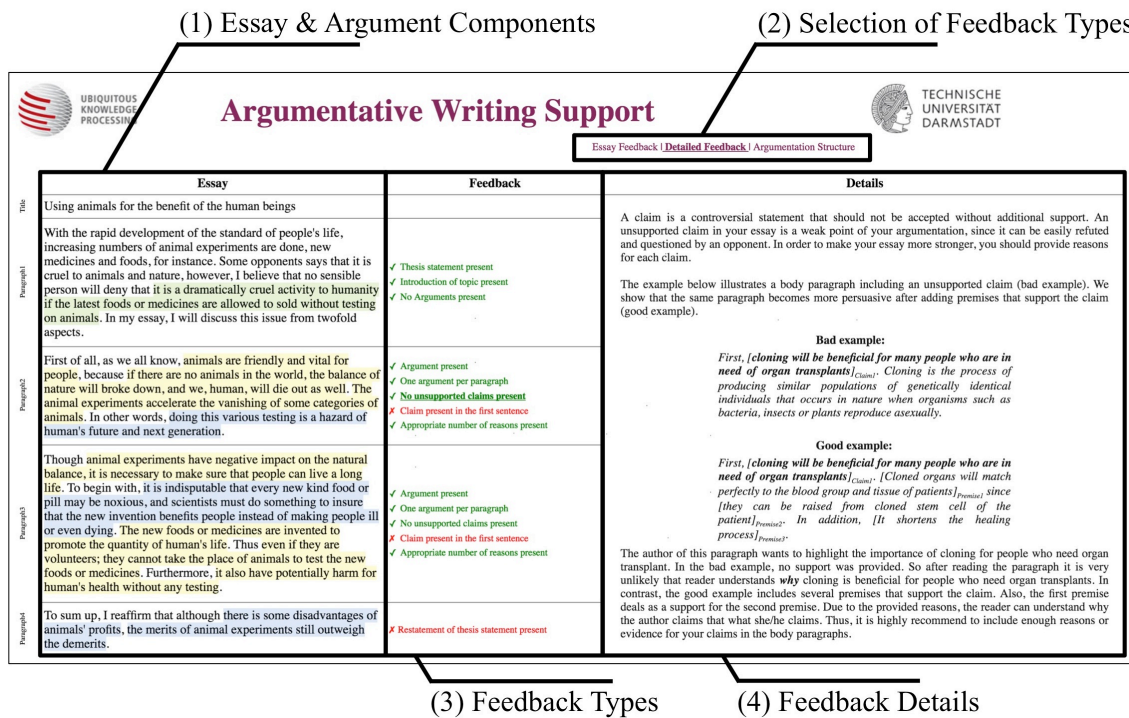 (1) Essay & Argument Components
(2) Selection of Feedback Types
UBIQUITOUS
KNOWLEDGE
PROCESSING
Argumentative Writing Support
TECHNISCHE
UNIVERSITÄT
DARMSTADT
Essay Feedback | Detailed Feedback | Argumentation Structure
Essay
Title
Using animals for the benefit of the human beings
Paragraph1
With the rapid development of the standard of people's life,
increasing numbers of animal experiments are done, new
medicines and foods, for instance. Some opponents says that it is
cruel to animals and nature, however, I believe that no sensible
person will deny that it is a dramatically cruel activity to humanity
if the latest foods or medicines are allowed to sold without testing
on animals. In my essay, I will discuss this issue from twofold
aspects.
Paragraph2
First of all, as we all know, animals are friendly and vital for
people, because if there are no animals in the world, the balance of
nature will broke down, and we, human, will die out as well. The
animal experiments accelerate the vanishing of some categories of
animals. In other words, doing this various testing is a hazard of
human's future and next generation.
Paragraph3
Though animal experiments have negative impact on the natural
balance, it is necessary to make sure that people can live a long
life. To begin with, it is indisputable that every new kind food or
pill may be noxious, and scientists must do something to insure
that the new invention benefits people instead of making people ill
or even dying. The new foods or medicines are invented to
promote the quantity of human's life. Thus even if they are
volunteers; they cannot take the place of animals to test the new
foods or medicines. Furthermore, it also have potentially harm for
human's health without any testing.
Paragraph4
To sum up, I reaffirm that although there is some disadvantages of
animals' profits, the merits of animal experiments still outweigh
the demerits.
Feedback
✓ Thesis statement present
✓ Introduction of topic present
✓ No Arguments present
✓ Argument present
✓ One argument per paragraph
✓ No unsupported claims present
✗ Claim present in the first sentence
✓ Appropriate number of reasons present
✓ Argument present
✓ One argument per paragraph
✓ No unsupported claims present
✗ Claim present in the first sentence
✓ Appropriate number of reasons present
✗ Restatement of thesis statement present
Details
A claim is a controversial statement that should not be accepted without additional support. An
unsupported claim in your essay is a weak point of your argumentation, since it can be easily refuted
and questioned by an opponent. In order to make your essay more stronger, you should provide reasons
for each claim.
The example below illustrates a body paragraph including an unsupported claim (bad example). We
show that the same paragraph becomes more persuasive after adding premises that support the claim
(good example).
Bad example:
First, [cloning will be beneficial for many people who are in
need of organ transplants]Claim1. Cloning is the process of
producing similar populations of genetically identical
individuals that occurs in nature when organisms such as
bacteria, insects or plants reproduce asexually.
Good example:
First, [cloning will be beneficial for many people who are in
need of organ transplants]Claim1. [Cloned organs will match
perfectly to the blood group and tissue of patients]Premise1 since
[they can be raised from cloned stem cell of the
patient]Premise2. In addition, [It shortens the healing
process]Premise3.
The author of this paragraph wants to highlight the importance of cloning for people who need organ
transplant. In the bad example, no support was provided. So after reading the paragraph it is very
unlikely that reader understands why cloning is beneficial for people who need organ transplants. In
contrast, the good example includes several premises that support the claim. Also, the first premise
deals as a support for the second premise. Due to the provided reasons, the reader can understand why
the author claims that what she/he claims. Thus, it is highly recommend to include enough reasons or
evidence for your claims in the body paragraphs.
(3) Feedback Types
(4) Feedback Details